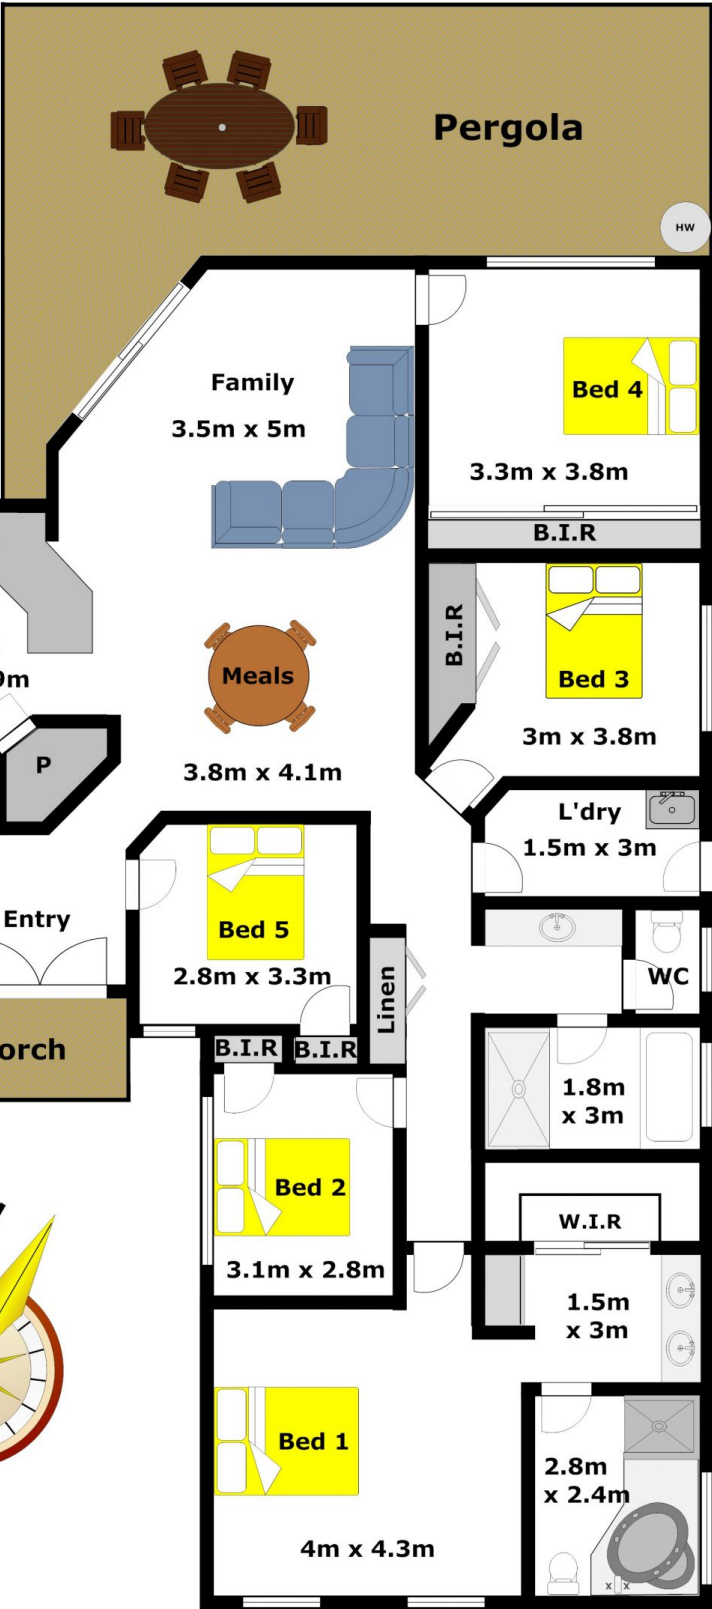 Pergola
HW
Family
3.5m x 5m
Bed 4
3.3m x 3.8m
B.I.R
B.I.R
Bed 3
3m x 3.8m
Meals
3.8m x 4.1m
9m
P
L'dry
1.5m x 3m
Entry
Bed 5
2.8m x 3.3m
Linen
WC
orch
B.I.R
B.I.R
1.8m
x 3m
Bed 2
3.1m x 2.8m
W.I.R
1.5m
x 3m
Bed 1
4m x 4.3m
2.8m
x 2.4m
x x